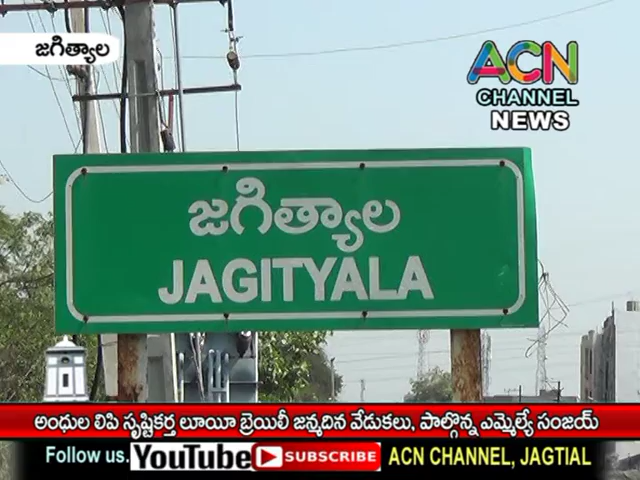 జగిత్యాల
ACN
CHANNEL
NEWS
జగిత్యాల
JAGITYALA
అంధుల లిపి సృష్టికర్త లూయీ బ్రెయిలీ జన్మదిన వేడుకలు, పాల్గొన్న ఎమ్మెల్యే సంజయ్
Follow us. YouTube SUBSCRIBE ACN CHANNEL, JAGTIAL